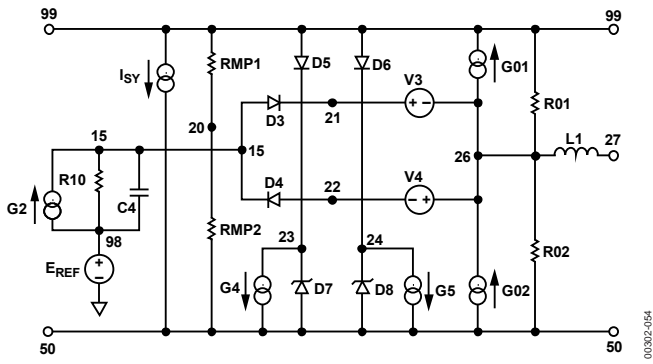 99
99
ISY
RMP1
D5
D6
G01
V3
+ −
D3
21
R01
20
15
15
26
L1
27
R10
C4
G2
D4
22
V4
− +
98
RMP2
23
24
R02
EREF
+
−
G4
D7
D8
G5
G02
50
50
00302-054